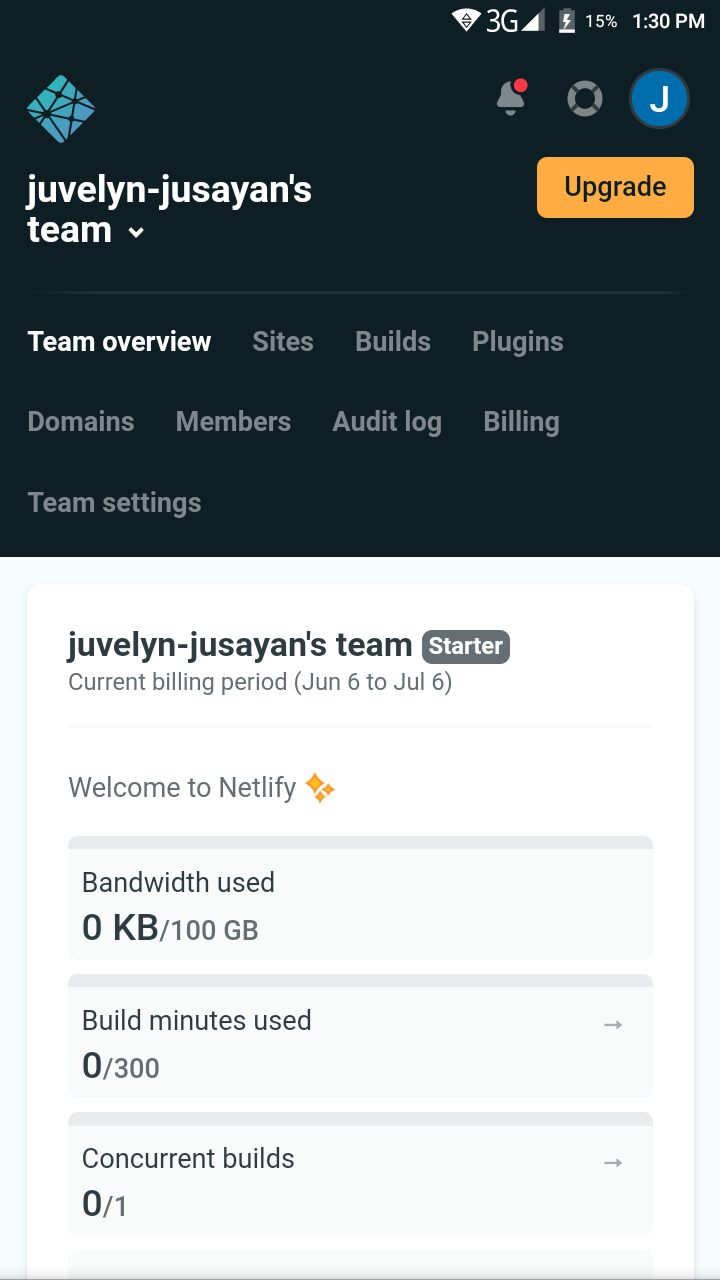 3G 15% 1:30 PM
J
juvelyn-jusayan's
team
Upgrade
Team overview Sites Builds Plugins
Domains Members Audit log Billing
Team settings
juvelyn-jusayan's team Starter
Current billing period (Jun 6 to Jul 6)
Welcome to Netlify ✨
Bandwidth used
0 KB/100 GB
Build minutes used →
0/300
Concurrent builds →
0/1